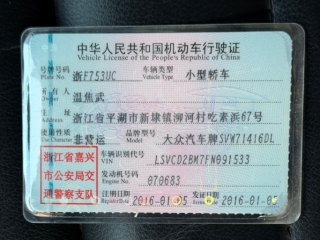 中华人民共和国机动车行驶证
Vehicle License of the People's Republic of China
号牌号码 浙F753UC 车辆类型 小型轿车
Plate No. Vehicle Type
所有人 温焦武
Owner
住址 浙江省平湖市新埭镇泖河村吃素浜67号
Address
使用性质 非营运 品牌型号 大众汽车牌SVW71416DL
Use Character Model
浙江省嘉兴市公安局交通警察支队
车辆识别代号 LSVCD2BM7FN091533
VIN
发动机号码 070683
Engine No.
注册日期 2016-01-05 发证日期
Register Date Issue Date